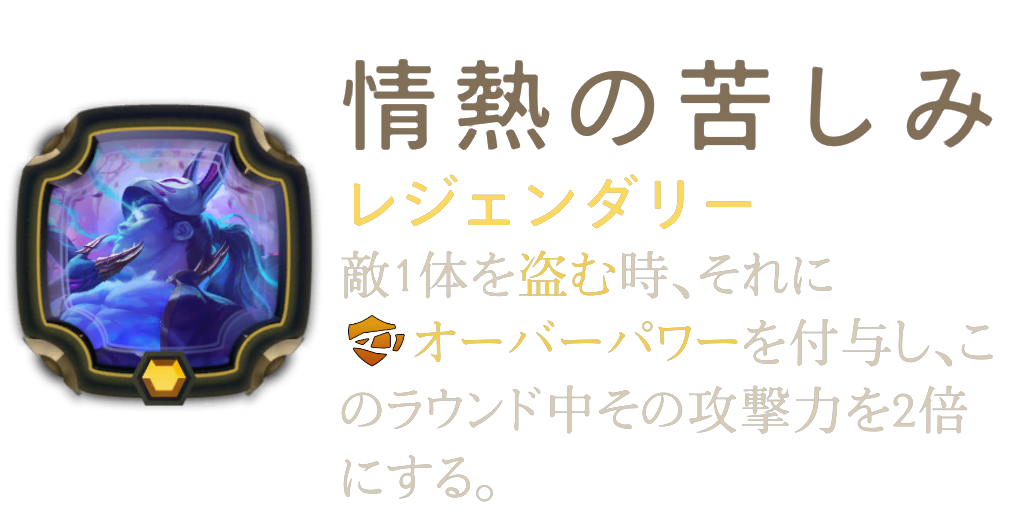 情熱の苦しみ
レジェンダリー
敵1体を盗む時、それに
オーバーパワーを付与し、こ
のラウンド中その攻撃力を2倍
にする。